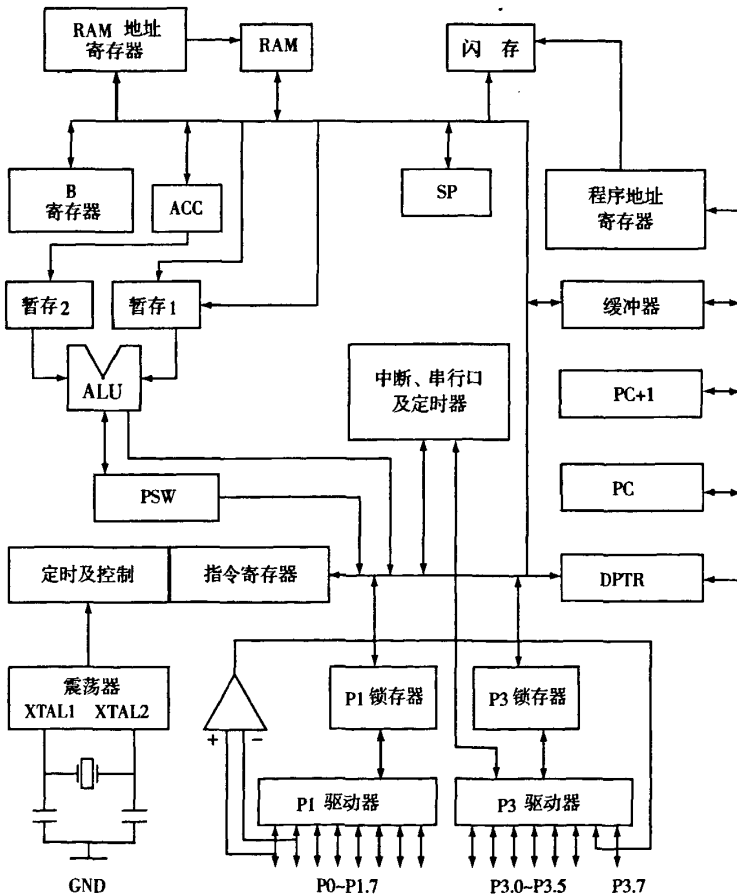 RAM 地址
寄存器
RAM
闪 存
B
寄存器
ACC
SP
程序地址
寄存器
暂存2
暂存1
缓冲器
ALU
中断、串行口
及定时器
PC+1
PSW
PC
定时及控制
指令寄存器
DPTR
震荡器
XTAL1 XTAL2
+ −
P1 锁存器
P3 锁存器
P1 驱动器
P3 驱动器
GND
P0~P1.7
P3.0~P3.5
P3.7